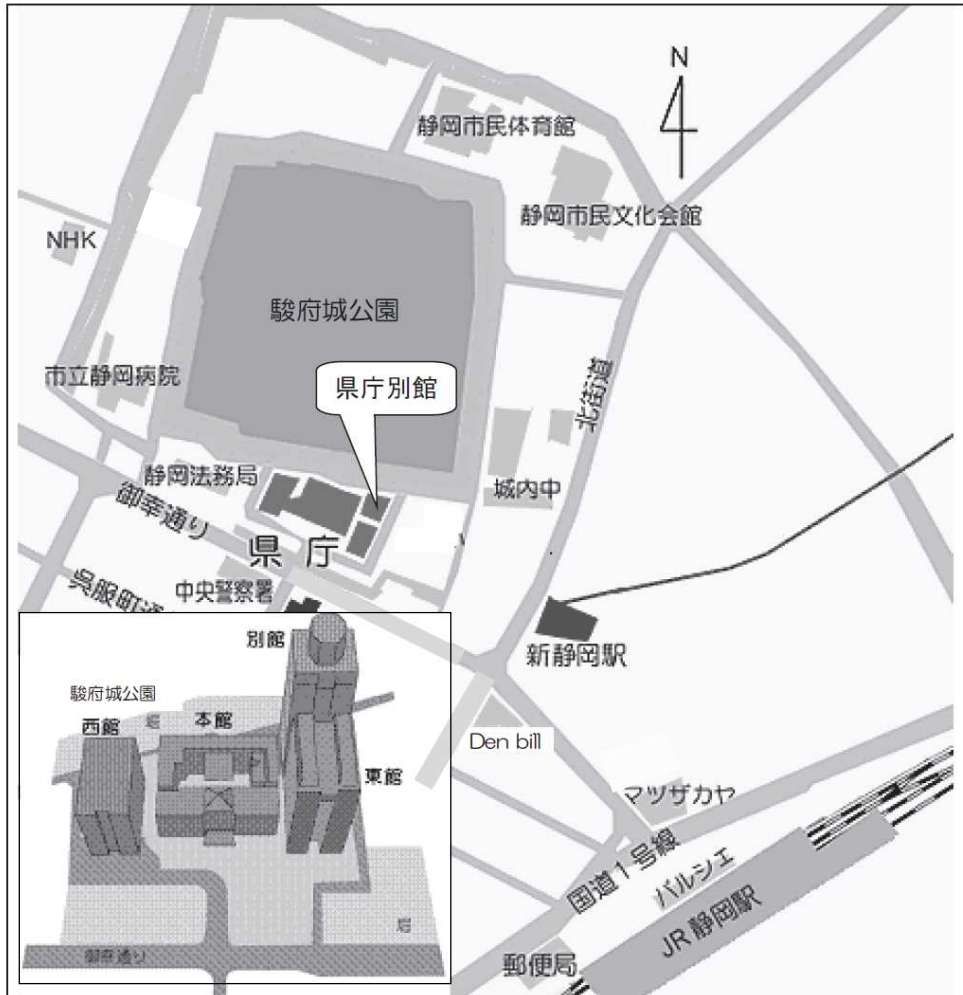 N
静岡市民体育館
静岡市民文化会館
NHK
駿府城公園
市立静岡病院
県庁別館
北街道
静岡法務局
城内中
御幸通り
県庁
中央警察署
呉服町通
新静岡駅
別館
駿府城公園
堀
本館
西館
東館
Den bill
マツザカヤ
国道1号線
パルシェ
JR 静岡駅
郵便局
堀
御幸通り